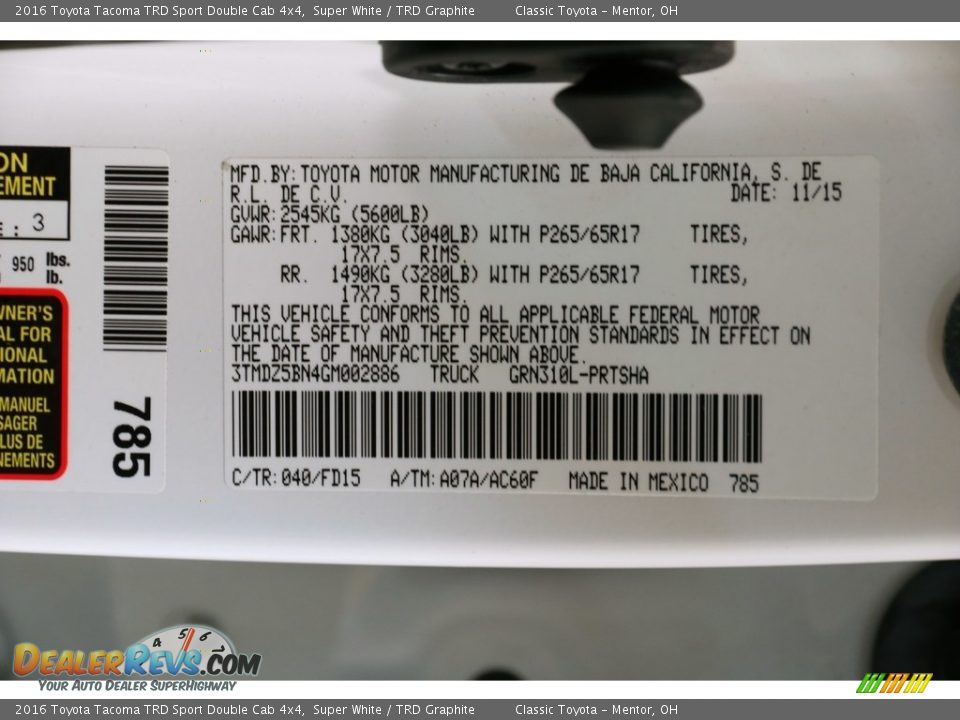 2016 Toyota Tacoma TRD Sport Double Cab 4x4, Super White / TRD Graphite Classic Toyota – Mentor, OH
ON
EMENT
: 3
950 lbs.
lb.
WNER'S
AL FOR
IONAL
MATION
MANUEL
SAGER
LUS DE
NEMENTS
785
MFD.BY:TOYOTA MOTOR MANUFACTURING DE BAJA CALIFORNIA, S. DE
R.L. DE C.V. DATE: 11/15
GVWR:2545KG (5600LB)
GAWR:FRT. 1380KG (3040LB) WITH P265/65R17 TIRES,
17X7.5 RIMS.
RR. 1490KG (3280LB) WITH P265/65R17 TIRES,
17X7.5 RIMS.
THIS VEHICLE CONFORMS TO ALL APPLICABLE FEDERAL MOTOR
VEHICLE SAFETY AND THEFT PREVENTION STANDARDS IN EFFECT ON
THE DATE OF MANUFACTURE SHOWN ABOVE.
3TMDZ5BN4GM002886 TRUCK GRN310L-PRTSHA
C/TR:040/FD15 A/TM:A07A/AC60F MADE IN MEXICO 785
4 5 6 7
DEALERREVS.COM
YOUR AUTO DEALER SUPERHIGHWAY
2016 Toyota Tacoma TRD Sport Double Cab 4x4, Super White / TRD Graphite Classic Toyota – Mentor, OH